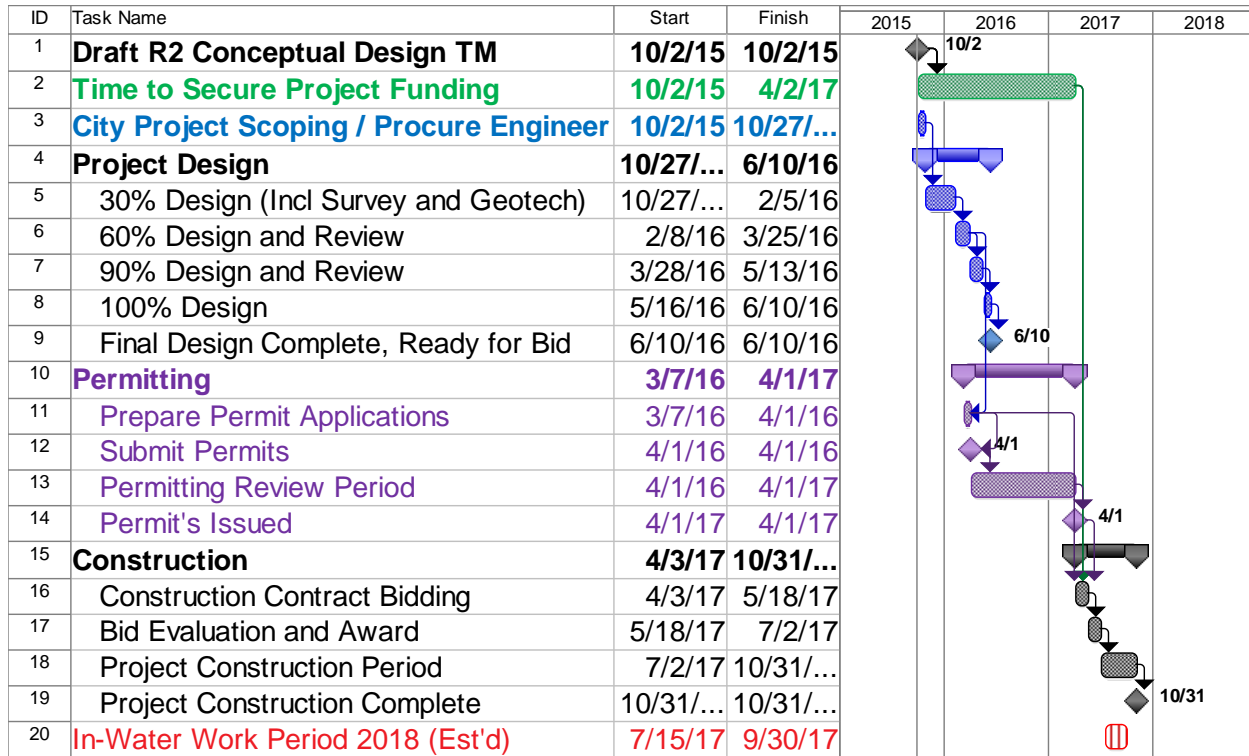 ID Task Name Start Finish 2015 2016 2017 2018
1 Draft R2 Conceptual Design TM 10/2/15 10/2/15 10/2
2 Time to Secure Project Funding 10/2/15 4/2/17
3 City Project Scoping / Procure Engineer 10/2/15 10/27/...
4 Project Design 10/27/... 6/10/16
5 30% Design (Incl Survey and Geotech) 10/27/... 2/5/16
6 60% Design and Review 2/8/16 3/25/16
7 90% Design and Review 3/28/16 5/13/16
8 100% Design 5/16/16 6/10/16
9 Final Design Complete, Ready for Bid 6/10/16 6/10/16 6/10
10 Permitting 3/7/16 4/1/17
11 Prepare Permit Applications 3/7/16 4/1/16
12 Submit Permits 4/1/16 4/1/16 4/1
13 Permitting Review Period 4/1/16 4/1/17
14 Permit's Issued 4/1/17 4/1/17 4/1
15 Construction 4/3/17 10/31/...
16 Construction Contract Bidding 4/3/17 5/18/17
17 Bid Evaluation and Award 5/18/17 7/2/17
18 Project Construction Period 7/2/17 10/31/...
19 Project Construction Complete 10/31/... 10/31/... 10/31
20 In-Water Work Period 2018 (Est'd) 7/15/17 9/30/17